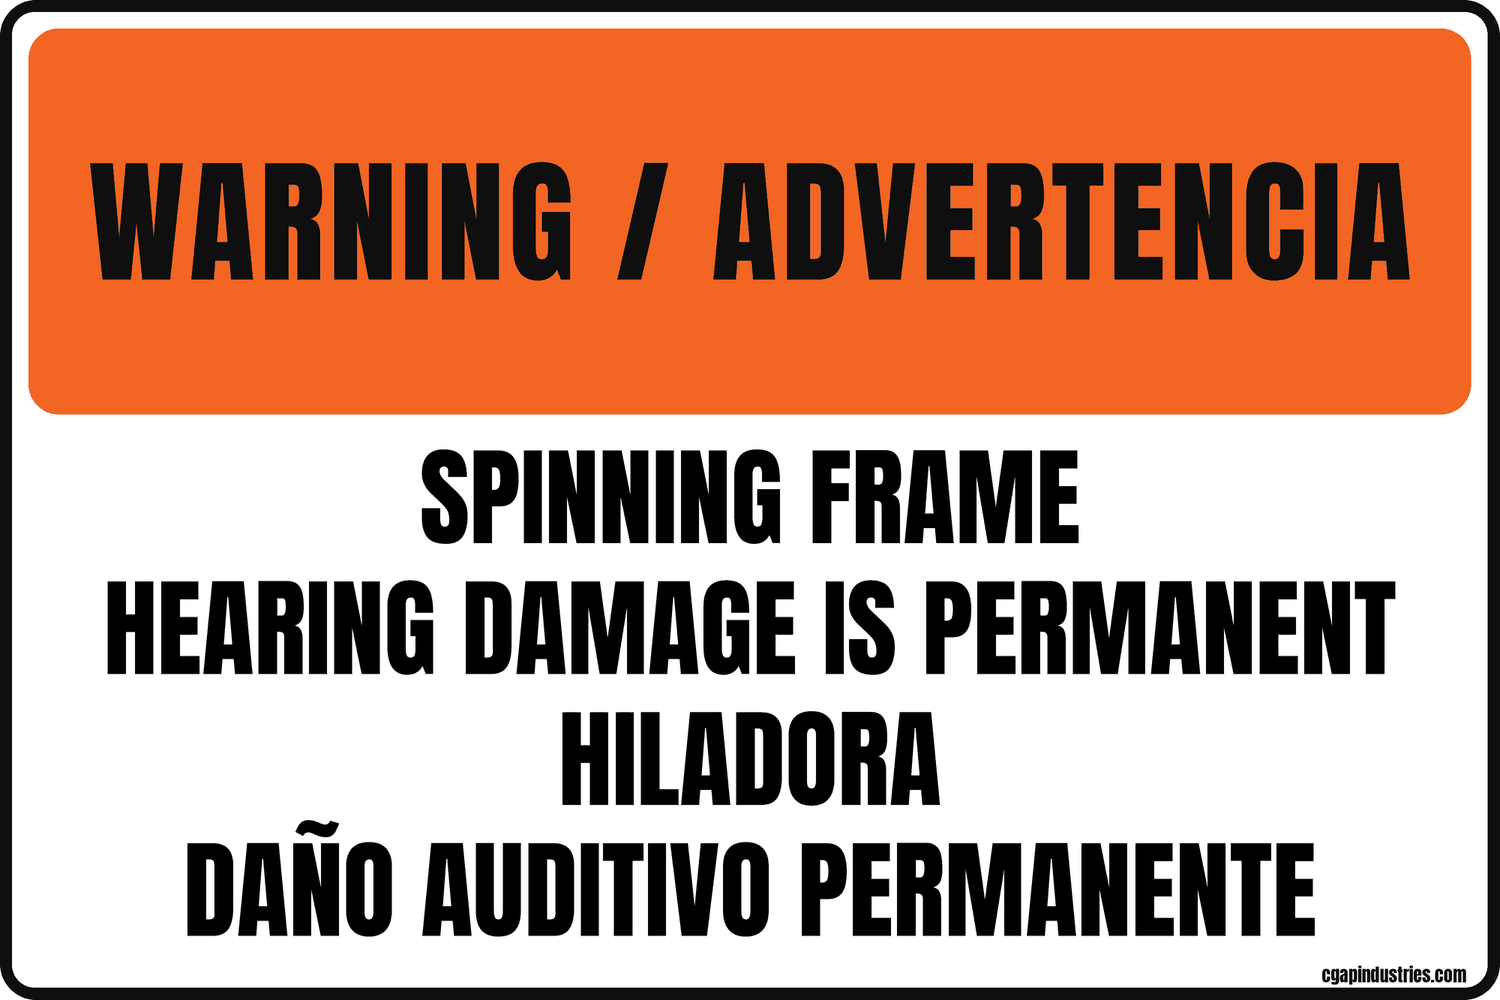 WARNING / ADVERTENCIA
SPINNING FRAME
HEARING DAMAGE IS PERMANENT
HILADORA
DAÑO AUDITIVO PERMANENTE
cgapindustries.com